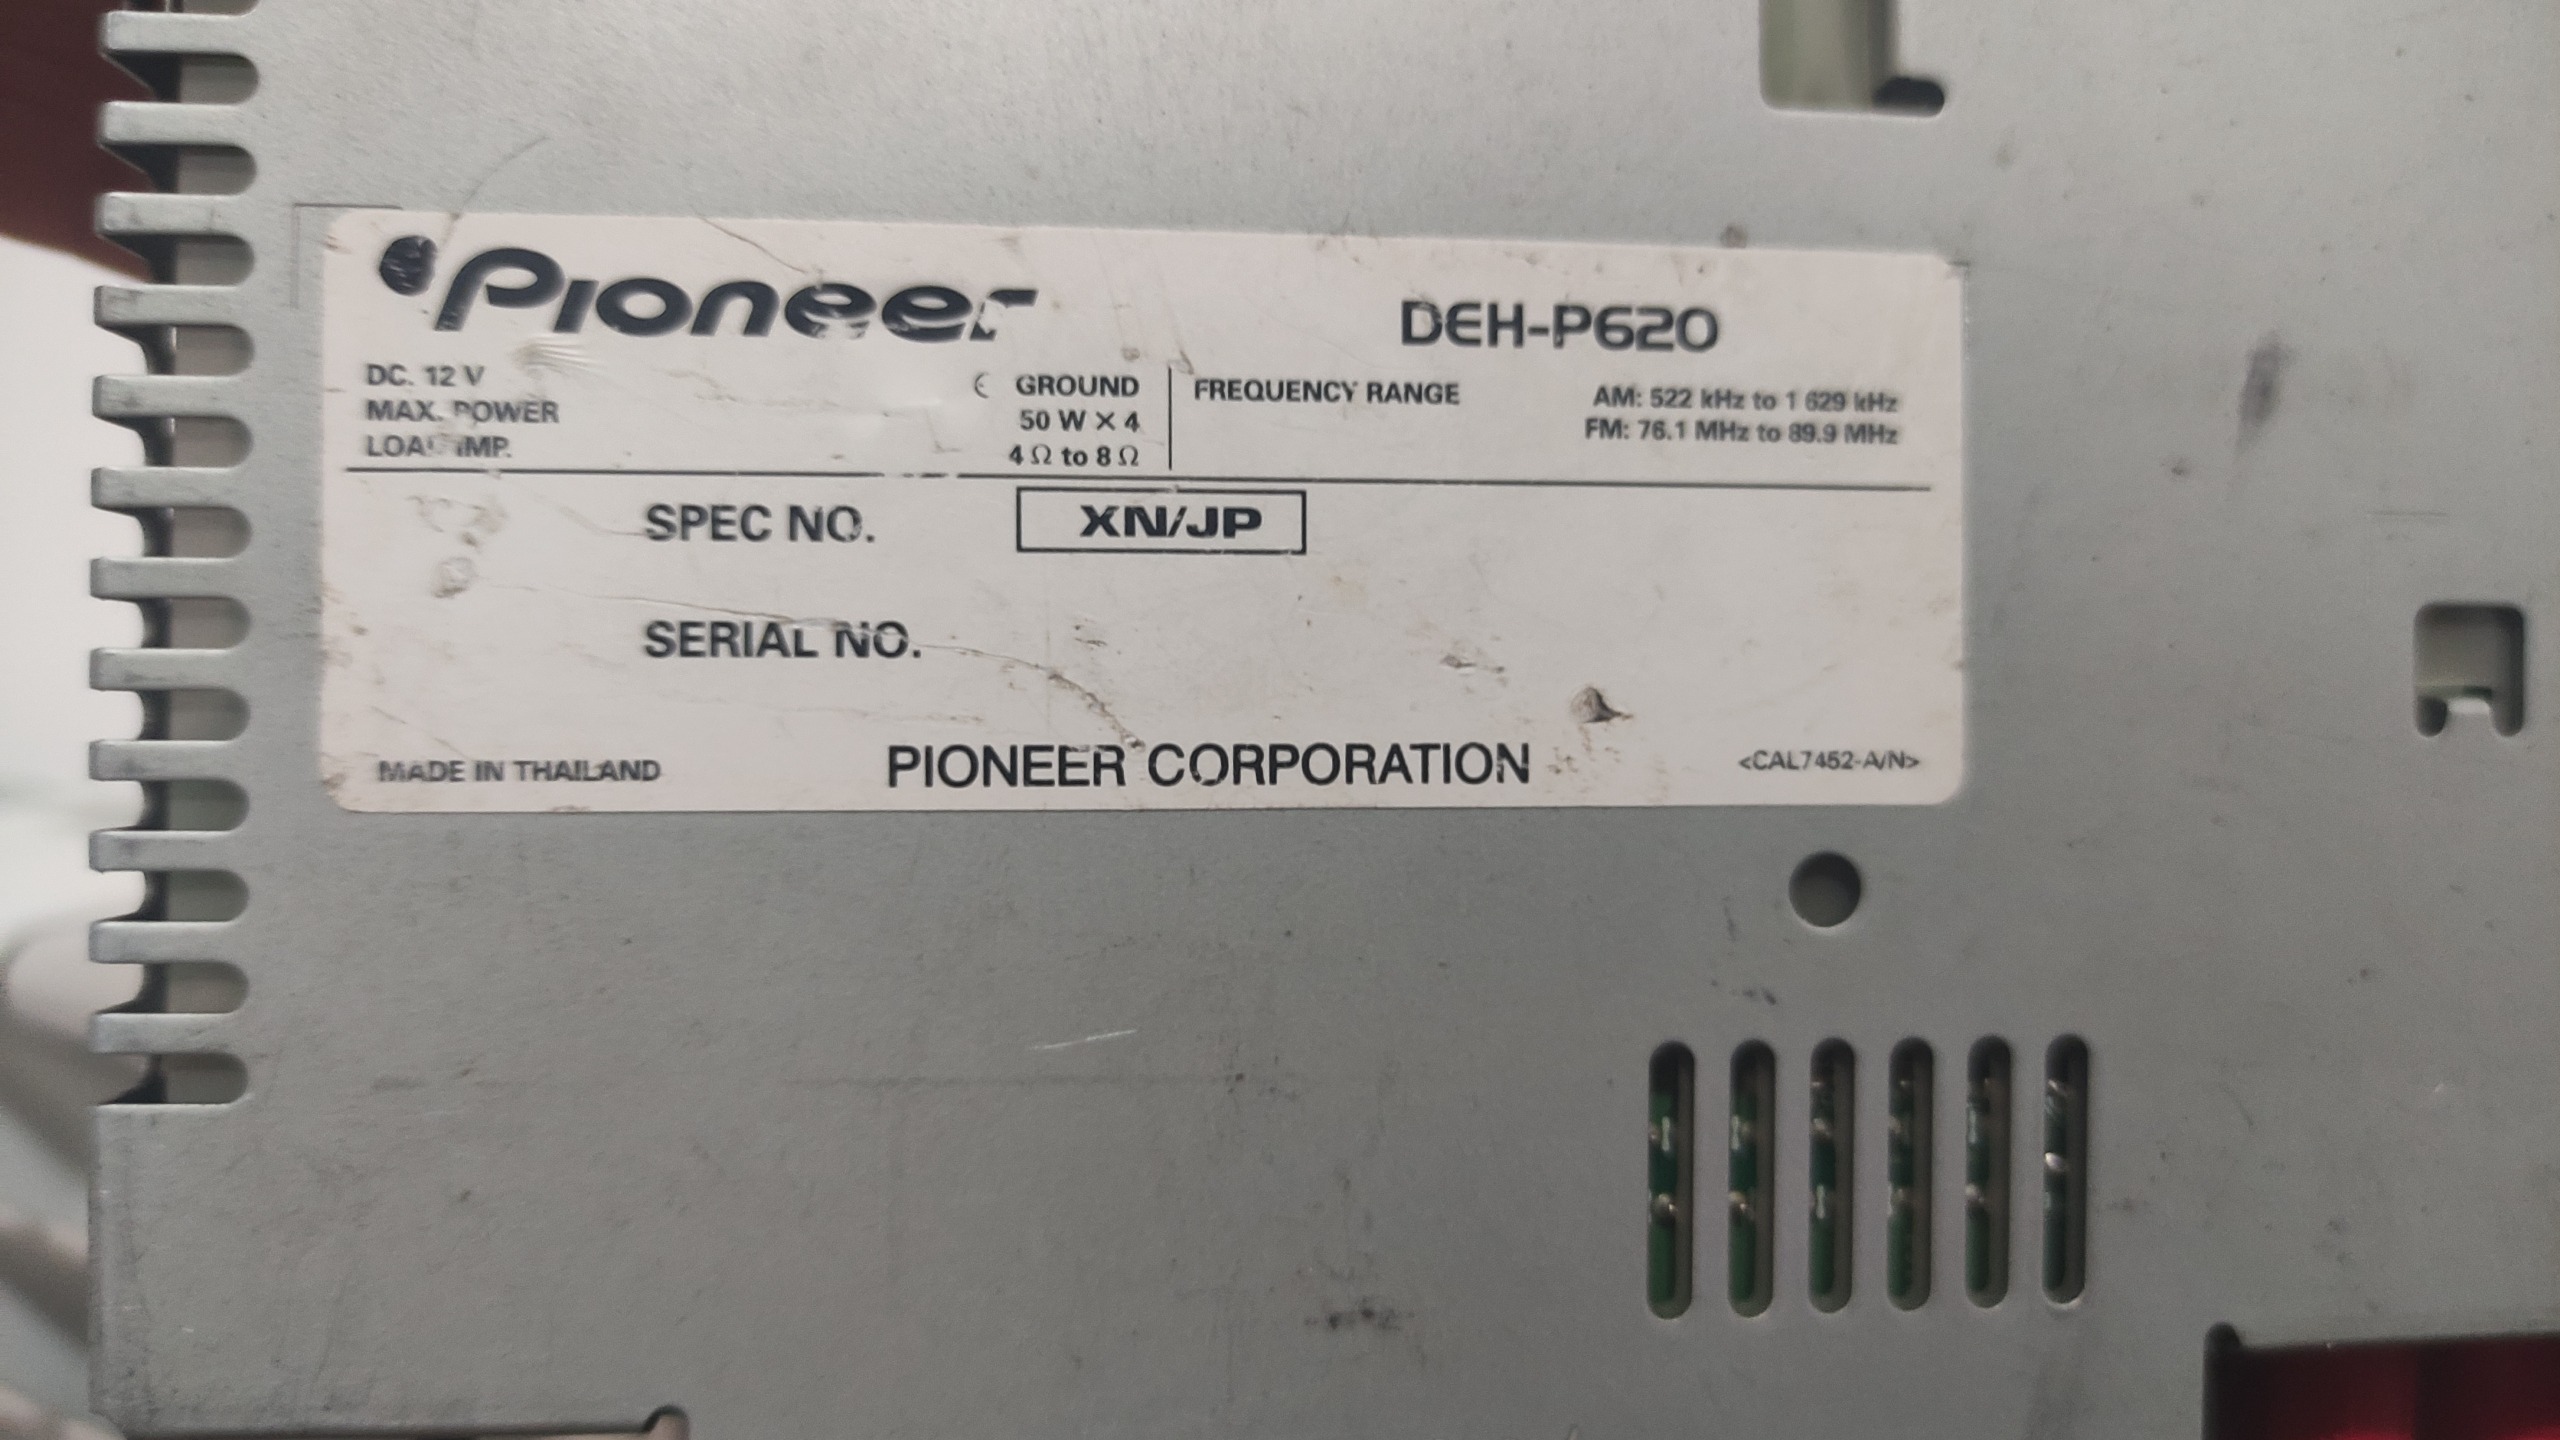 Pioneer DEH-P620
DC. 12 V GROUND FREQUENCY RANGE AM: 522 kHz to 1 629 kHz
MAX. POWER 50 W X 4 FM: 76.1 MHz to 89.9 MHz
LOAD IMP. 4 Ω to 8 Ω
SPEC NO. XN/JP
SERIAL NO.
MADE IN THAILAND PIONEER CORPORATION <CAL7452-A/N>